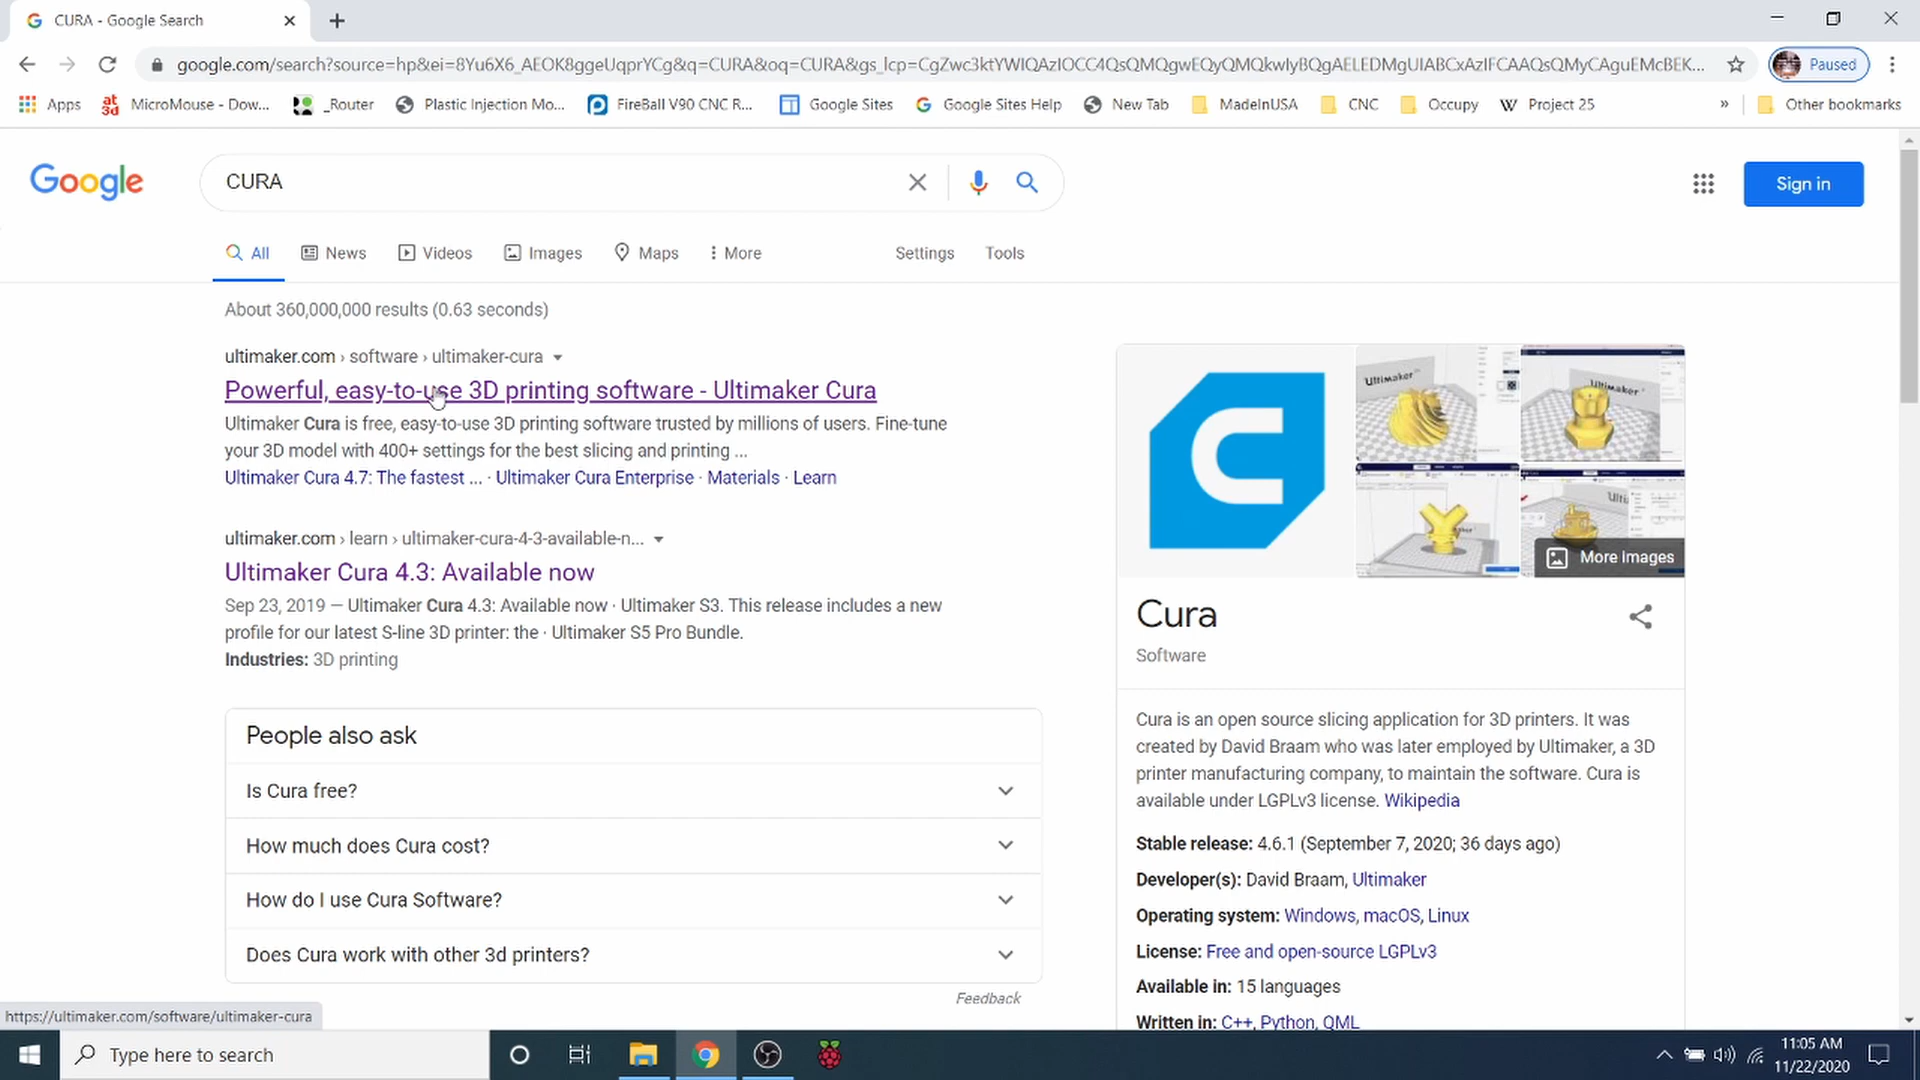 CURA - Google Search
google.com/search?source=hp&ei=8Yu6X6_AEOK8ggeUqprYCg&q=CURA&oq=CURA&gs_lcp=CgZwc3ktYWIQAzIOCC4QsQMQgwEQyQMQkwIyBQgAELEDMgUIABCxAzIFCAAQsQMyCAguEMcBEK...
Paused
Apps
MicroMouse - Dow...
_Router
Plastic Injection Mo...
FireBall V90 CNC R...
Google Sites
Google Sites Help
New Tab
MadeInUSA
CNC
Occupy
Project 25
»
Other bookmarks
Google
CURA
Sign in
All
News
Videos
Images
Maps
More
Settings
Tools
About 360,000,000 results (0.63 seconds)
ultimaker.com › software › ultimaker-cura
Powerful, easy-to-use 3D printing software - Ultimaker Cura
Ultimaker Cura is free, easy-to-use 3D printing software trusted by millions of users. Fine-tune
your 3D model with 400+ settings for the best slicing and printing ...
Ultimaker Cura 4.7: The fastest ... · Ultimaker Cura Enterprise · Materials · Learn
ultimaker.com › learn › ultimaker-cura-4-3-available-n...
Ultimaker Cura 4.3: Available now
Sep 23, 2019 — Ultimaker Cura 4.3: Available now · Ultimaker S3. This release includes a new
profile for our latest S-line 3D printer: the · Ultimaker S5 Pro Bundle.
Industries: 3D printing
People also ask
Is Cura free?
How much does Cura cost?
How do I use Cura Software?
Does Cura work with other 3d printers?
Feedback
Ultimaker
More Images
Cura
Software
Cura is an open source slicing application for 3D printers. It was
created by David Braam who was later employed by Ultimaker, a 3D
printer manufacturing company, to maintain the software. Cura is
available under LGPLv3 license. Wikipedia
Stable release: 4.6.1 (September 7, 2020; 36 days ago)
Developer(s): David Braam, Ultimaker
Operating system: Windows, macOS, Linux
License: Free and open-source LGPLv3
Available in: 15 languages
Written in: C++, Python, QML
https://ultimaker.com/software/ultimaker-cura
Type here to search
11:05 AM
11/22/2020